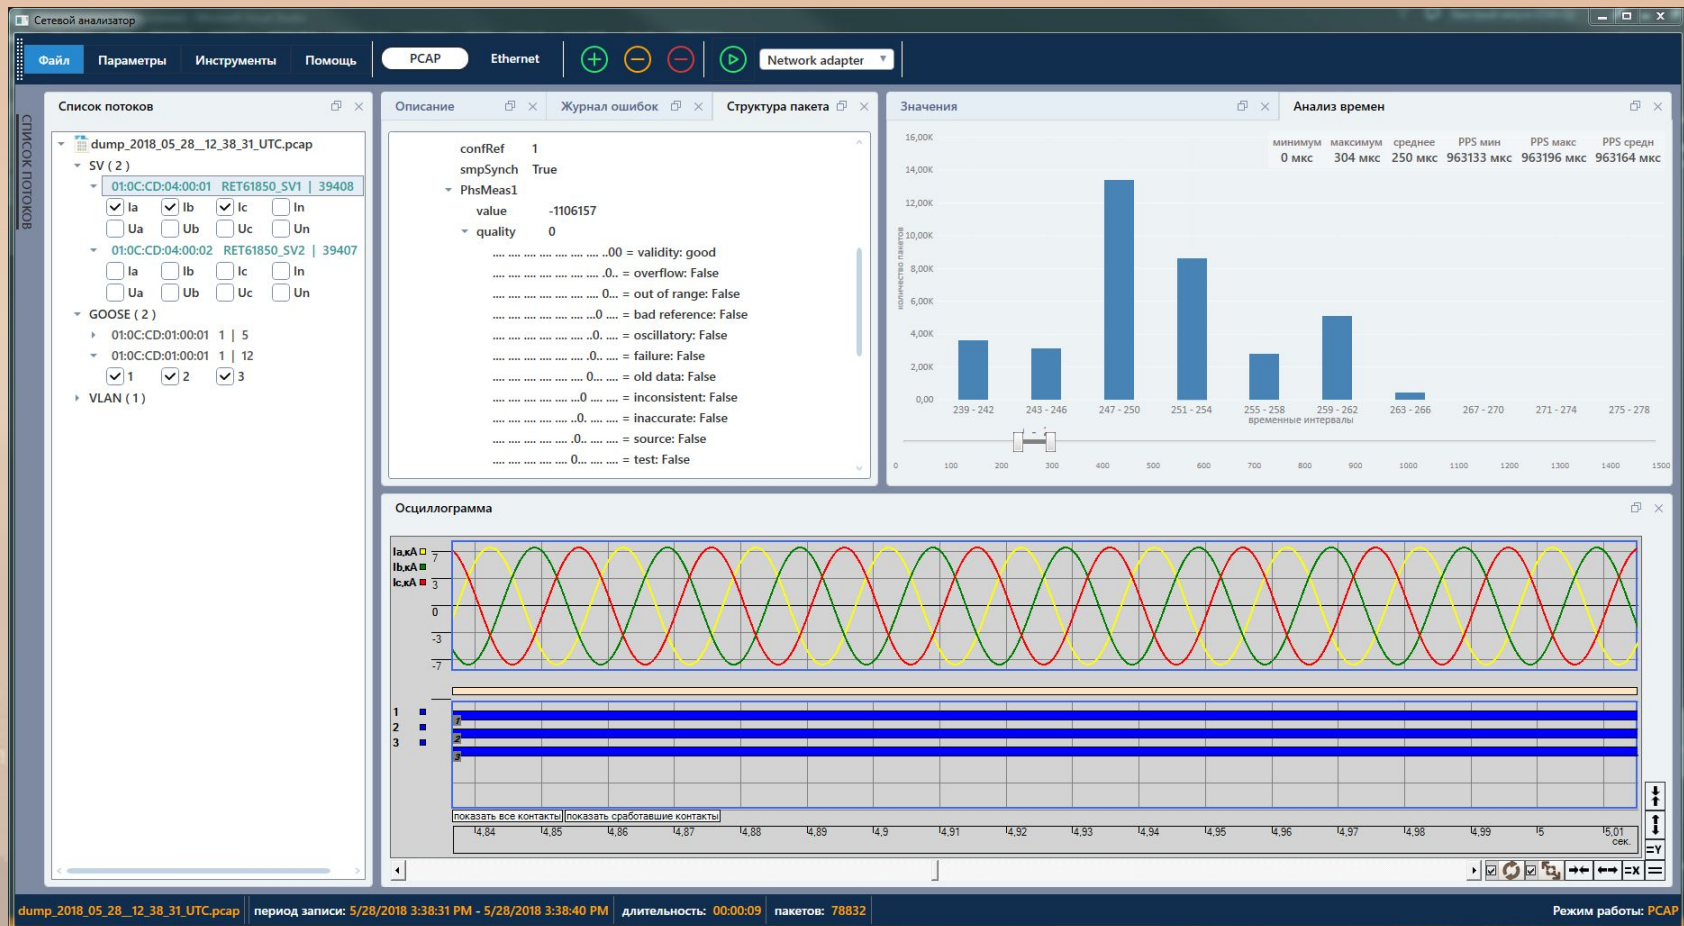 Сетевой анализатор
Файл Параметры Инструменты Помощь PCAP Ethernet Network adapter
СПИСОК ПОТОКОВ
Список потоков
dump_2018_05_28__12_38_31_UTC.pcap
SV ( 2 )
01:0C:CD:04:00:01 RET61850_SV1 | 39408
Ia Ib Ic In
Ua Ub Uc Un
01:0C:CD:04:00:02 RET61850_SV2 | 39407
Ia Ib Ic In
Ua Ub Uc Un
GOOSE ( 2 )
01:0C:CD:01:00:01 1 | 5
01:0C:CD:01:00:01 1 | 12
1 2 3
VLAN ( 1 )
Описание Журнал ошибок Структура пакета
confRef 1
smpSynch True
PhsMeas1
value -1106157
quality 0
.... .... .... .... .... .... .... ..00 = validity: good
.... .... .... .... .... .... .... .0.. = overflow: False
.... .... .... .... .... .... .... 0... = out of range: False
.... .... .... .... .... .... ...0 .... = bad reference: False
.... .... .... .... .... .... ..0. .... = oscillatory: False
.... .... .... .... .... .... .0.. .... = failure: False
.... .... .... .... .... .... 0... .... = old data: False
.... .... .... .... .... ...0 .... .... = inconsistent: False
.... .... .... .... .... ..0. .... .... = inaccurate: False
.... .... .... .... .... .0.. .... .... = source: False
.... .... .... .... .... 0... .... .... = test: False
Значения Анализ времен
минимум максимум среднее PPS мин PPS макс PPS средн
0 мкс 304 мкс 250 мкс 963133 мкс 963196 мкс 963164 мкс
количество пакетов
16,00K
14,00K
12,00K
10,00K
8,00K
6,00K
4,00K
2,00K
0,00
239 - 242 243 - 246 247 - 250 251 - 254 255 - 258 259 - 262 263 - 266 267 - 270 271 - 274 275 - 278
временные интервалы
0 100 200 300 400 500 600 700 800 900 1000 1100 1200 1300 1400 1500
Осциллограмма
Ia,кА 7
Ib,кА
Ic,кА 3
0
-3
-7
1 1
2 2
3 3
показать все контакты показать сработавшие контакты
4,84 4,85 4,86 4,87 4,88 4,89 4,9 4,91 4,92 4,93 4,94 4,95 4,96 4,97 4,98 4,99 5 5,01
сек.
=Y
=X
dump_2018_05_28__12_38_31_UTC.pcap период записи: 5/28/2018 3:38:31 PM - 5/28/2018 3:38:40 PM длительность: 00:00:09 пакетов: 78832 Режим работы: PCAP